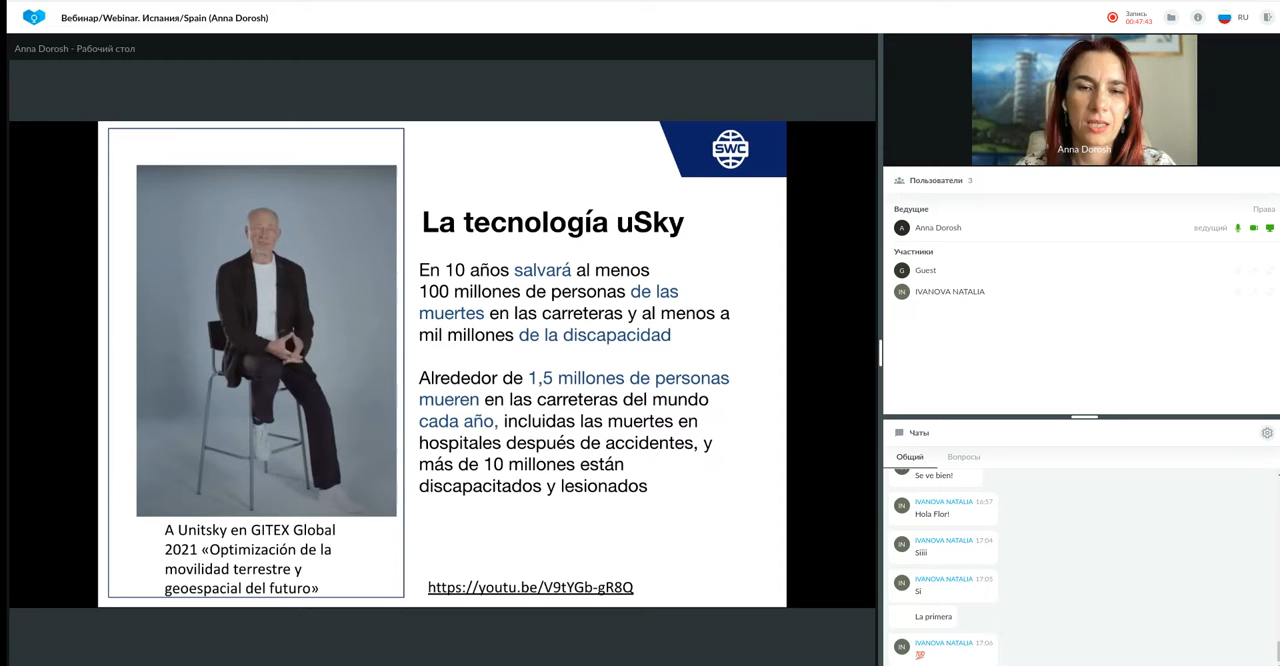 Вебинар/Webinar. Испания/Spain (Anna Dorosh)
Запись
00:47:43
RU
Anna Dorosh - Рабочий стол
SWC
La tecnología uSky
En 10 años salvará al menos
100 millones de personas de las
muertes en las carreteras y al menos a
mil millones de la discapacidad
Alrededor de 1,5 millones de personas
mueren en las carreteras del mundo
cada año, incluidas las muertes en
hospitales después de accidentes, y
más de 10 millones están
discapacitados y lesionados
A Unitsky en GITEX Global
2021 «Optimización de la
movilidad terrestre y
geoespacial del futuro»
https://youtu.be/V9tYGb-gR8Q
Anna Dorosh
Пользователи 3
Ведущие Права
A Anna Dorosh ведущий
Участники
G Guest
IN IVANOVA NATALIA
Чаты
Общий Вопросы
Se ve bien!
IN IVANOVA NATALIA 16:57
Hola Flor!
IN IVANOVA NATALIA 17:04
Siiii
IN IVANOVA NATALIA 17:05
Si
La primera
IN IVANOVA NATALIA 17:06
💯